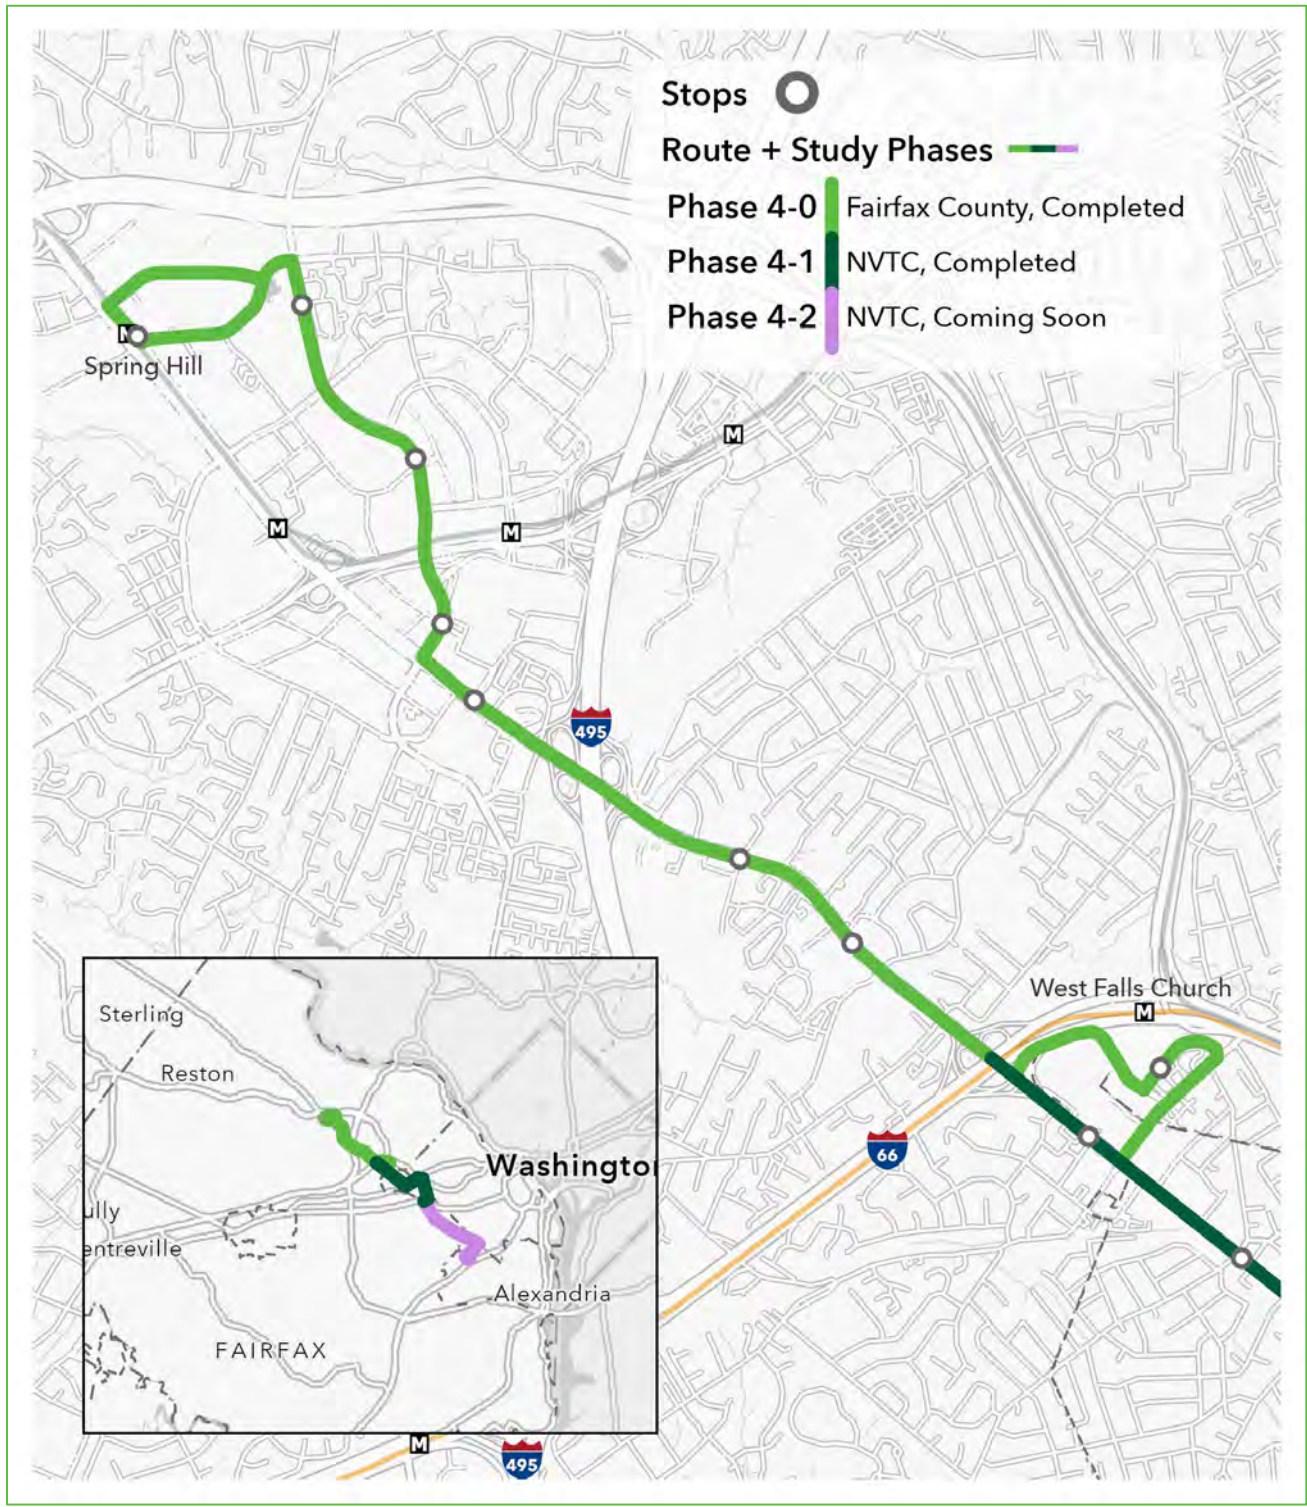 Stops
Route + Study Phases
Phase 4-0 Fairfax County, Completed
Phase 4-1 NVTC, Completed
Phase 4-2 NVTC, Coming Soon
M
Spring Hill
M
M
M
495
West Falls Church
M
66
Sterling
Reston
Washington
ully
entreville
Alexandria
FAIRFAX
M
495